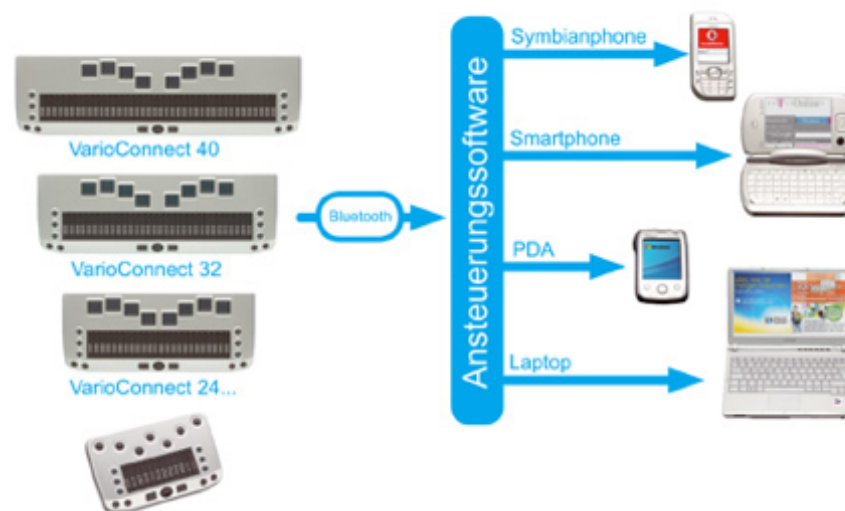 VarioConnect 40
VarioConnect 32
VarioConnect 24...
Bluetooth
Ansteuerungssoftware
Symbianphone
Smartphone
PDA
Laptop